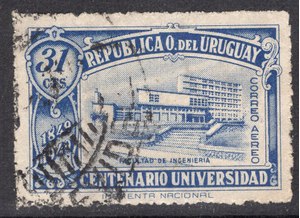 31
CTS.
REPUBLICA O. DEL URUGUAY
CORREO AEREO
FACULTAD DE INGENIERIA
CENTENARIO UNIVERSIDAD
IMPRENTA NACIONAL